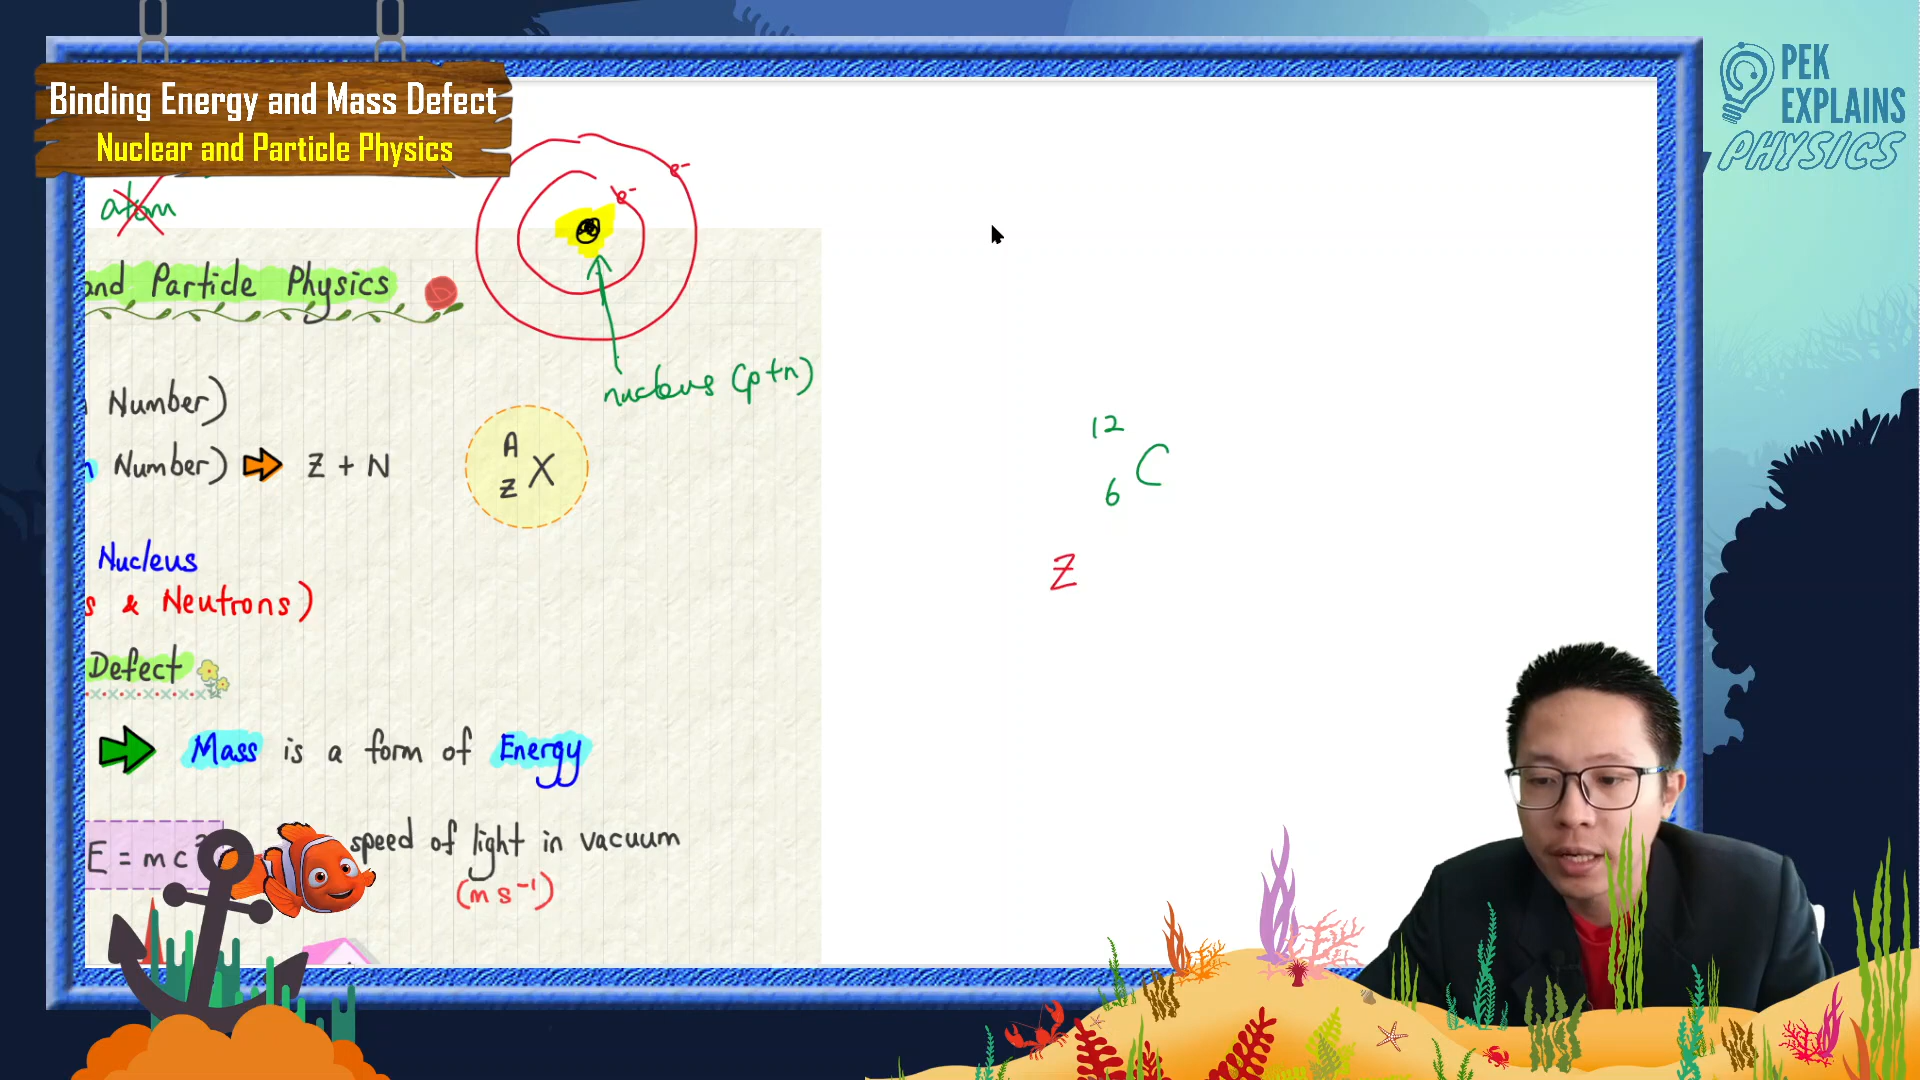 Binding Energy and Mass Defect
Nuclear and Particle Physics
PEK
EXPLAINS
PHYSICS
atom
e-
e-
and Particle Physics
nucleus (p+n)
Number)
Number) Z + N
A
Z X
12
6 C
Z
Nucleus
s & Neutrons)
Defect
Mass is a form of Energy
E = mc² speed of light in vacuum
(m s⁻¹)